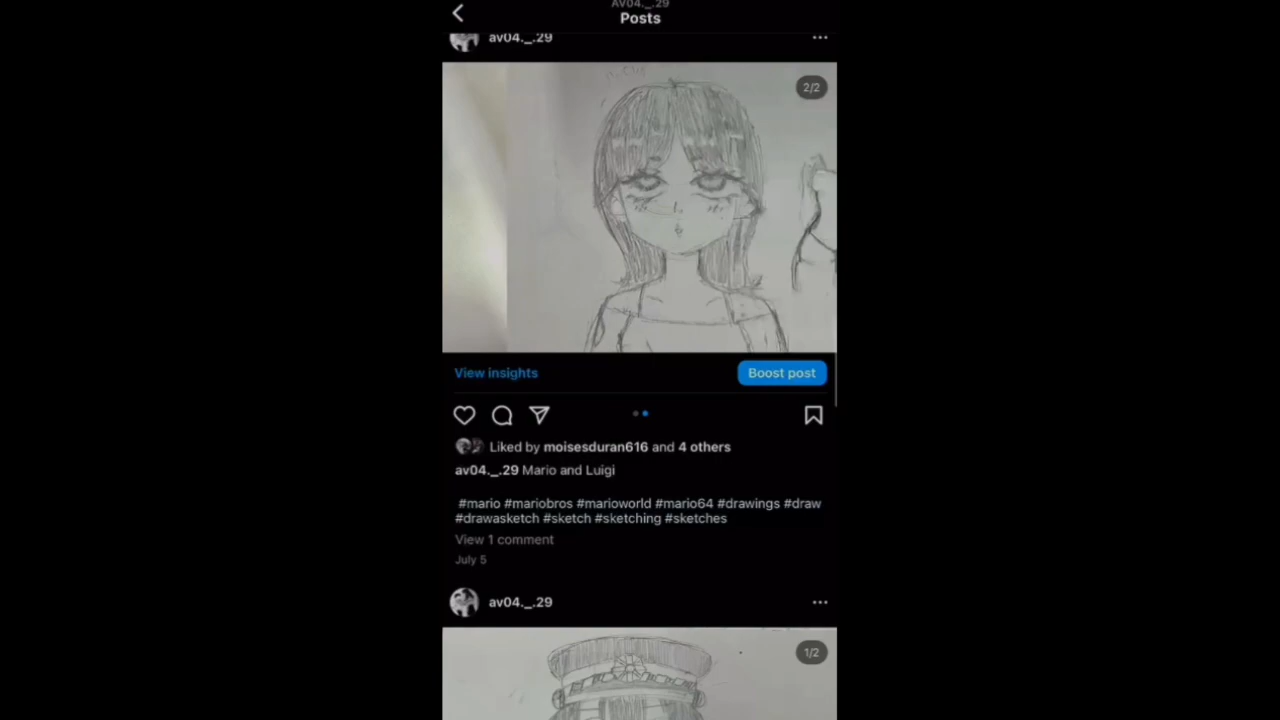 AV04._.29
Posts
av04._.29
2/2
View insights
Boost post
Liked by moisesduran616 and 4 others
av04._.29 Mario and Luigi
#mario #mariobros #marioworld #mario64 #drawings #draw
#drawasketch #sketch #sketching #sketches
View 1 comment
July 5
av04._.29
1/2